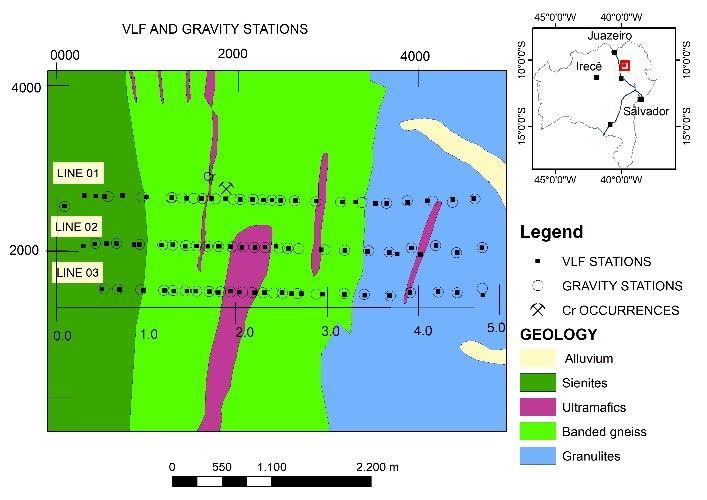 VLF AND GRAVITY STATIONS
0000 2000 4000
4000
2000
LINE 01
LINE 02
LINE 03
Cr
0.0 1.0 2.0 3.0 4.0 5.0
0 550 1.100 2.200 m
45°0'0"W 40°0'0"W
Juazeiro
Irecê
Salvador
10°0'0"S 10°0'0"S
15°0'0"S 15°0'0"S
45°0'0"W 40°0'0"W
Legend
VLF STATIONS
GRAVITY STATIONS
Cr OCCURRENCES
GEOLOGY
Alluvium
Sienites
Ultramafics
Banded gneiss
Granulites